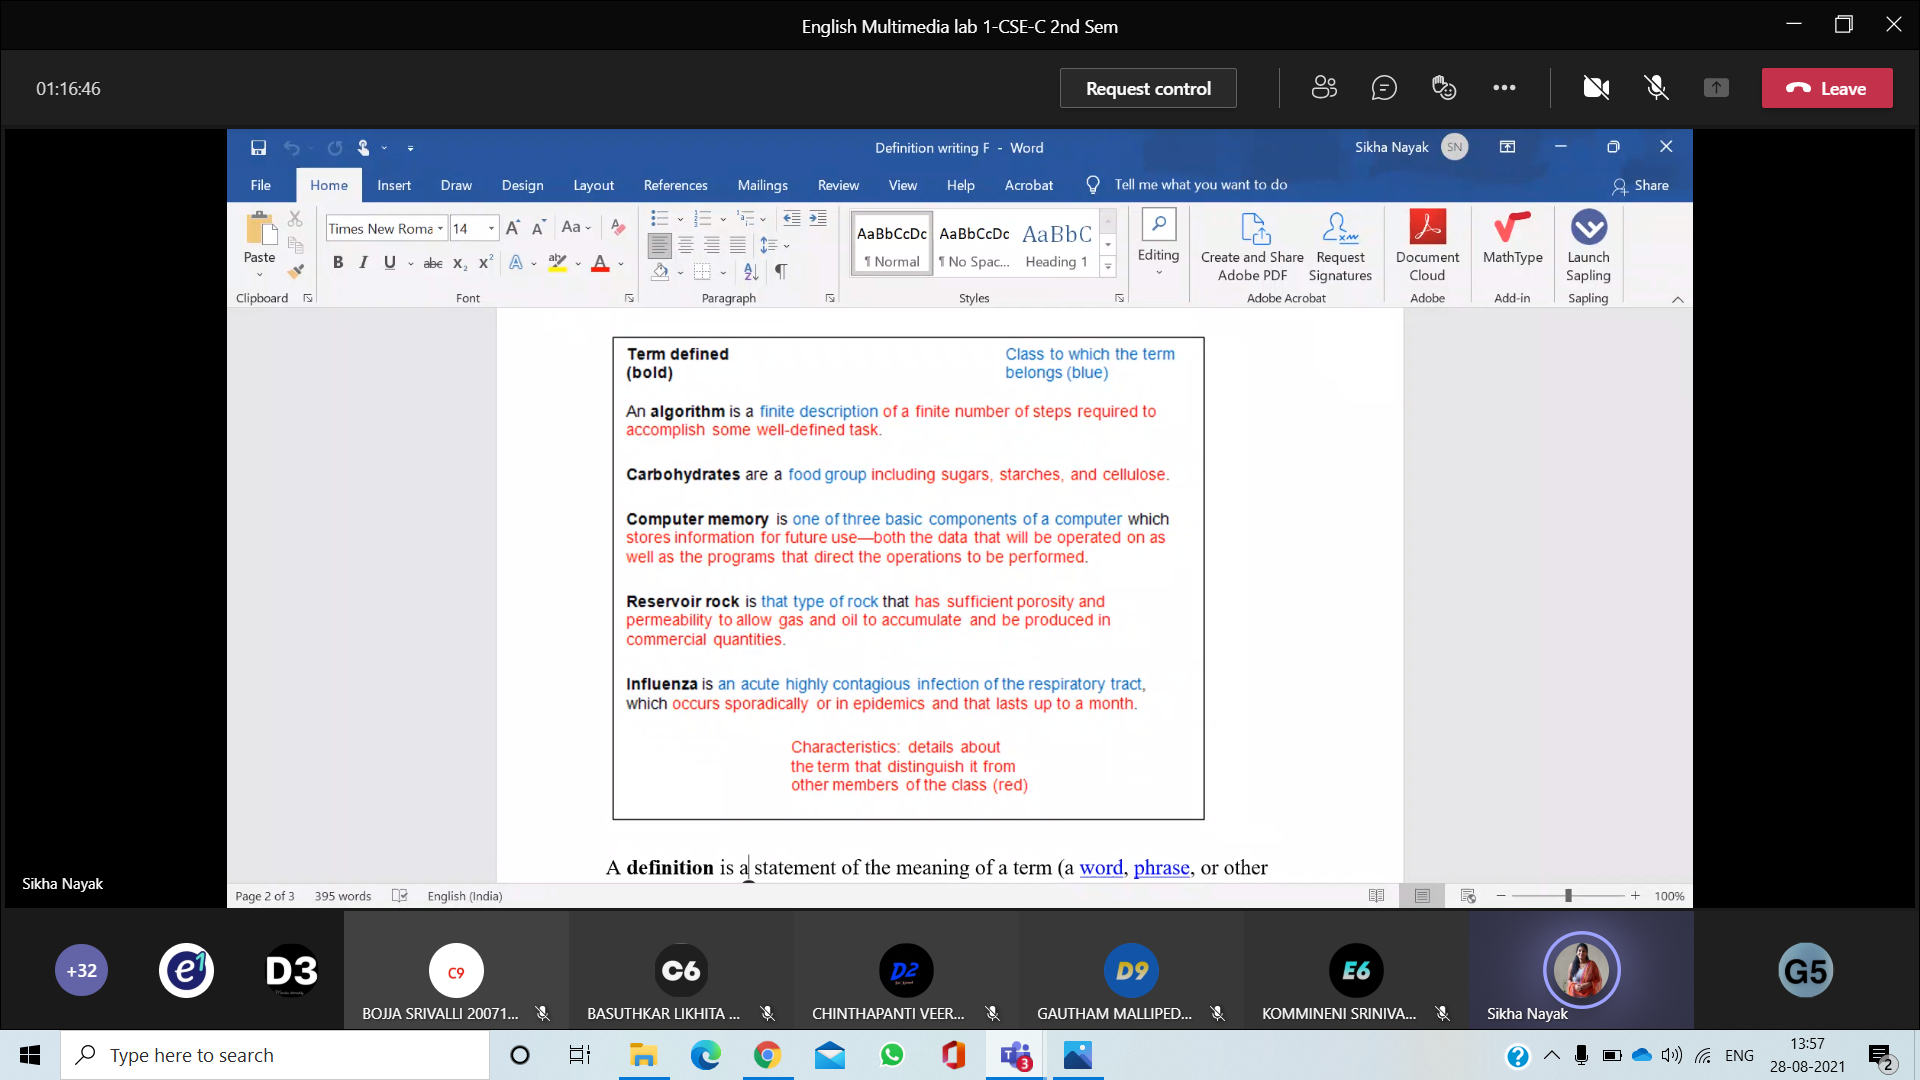 English Multimedia lab 1-CSE-C 2nd Sem
01:16:46
Request control
Leave
Definition writing F - Word
Sikha Nayak
SN
File
Home
Insert
Draw
Design
Layout
References
Mailings
Review
View
Help
Acrobat
Tell me what you want to do
Share
Paste
Clipboard
Times New Roma
14
Font
Paragraph
AaBbCcDc
¶ Normal
AaBbCcDc
¶ No Spac...
AaBbC
Heading 1
Styles
Editing
Create and Share
Adobe PDF
Request
Signatures
Adobe Acrobat
Document
Cloud
Adobe
MathType
Add-in
Launch
Sapling
Sapling
Term defined
(bold)
Class to which the term
belongs (blue)
An algorithm is a finite description of a finite number of steps required to
accomplish some well-defined task.
Carbohydrates are a food group including sugars, starches, and cellulose.
Computer memory is one of three basic components of a computer which
stores information for future use—both the data that will be operated on as
well as the programs that direct the operations to be performed.
Reservoir rock is that type of rock that has sufficient porosity and
permeability to allow gas and oil to accumulate and be produced in
commercial quantities.
Influenza is an acute highly contagious infection of the respiratory tract,
which occurs sporadically or in epidemics and that lasts up to a month.
Characteristics: details about
the term that distinguish it from
other members of the class (red)
A definition is a statement of the meaning of a term (a word, phrase, or other
Sikha Nayak
Page 2 of 3
395 words
English (India)
100%
+32
e1
D3
C9
BOJJA SRIVALLI 20071...
C6
BASUTHKAR LIKHITA ...
D2
CHINTHAPANTI VEER...
D9
GAUTHAM MALLIPED...
E6
KOMMINENI SRINIVA...
Sikha Nayak
G5
Type here to search
3
ENG
13:57
28-08-2021
2